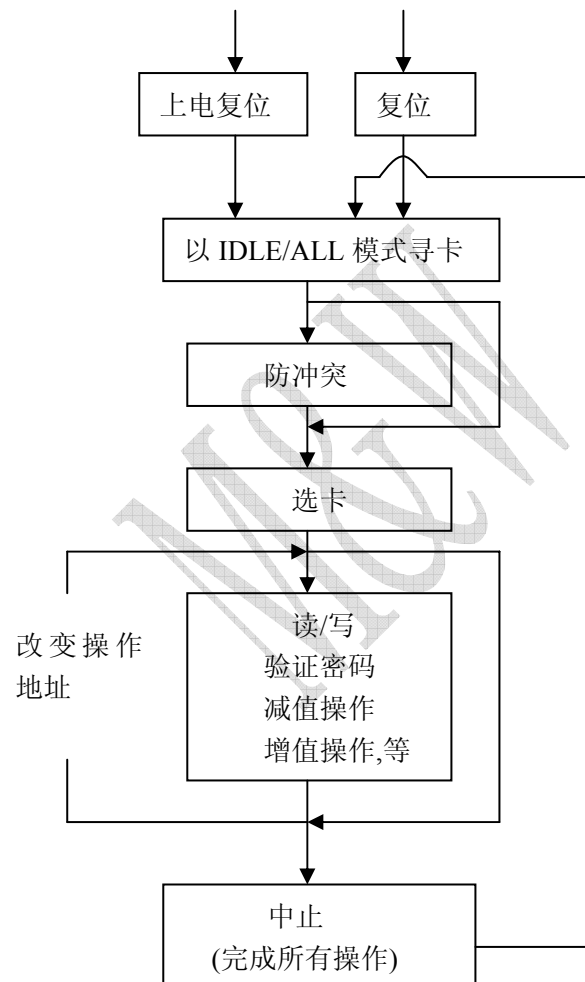 上电复位
复位
以 IDLE/ALL 模式寻卡
防冲突
选卡
读/写
验证密码
减值操作
增值操作,等
改变操作
地址
中止
(完成所有操作)
M&W